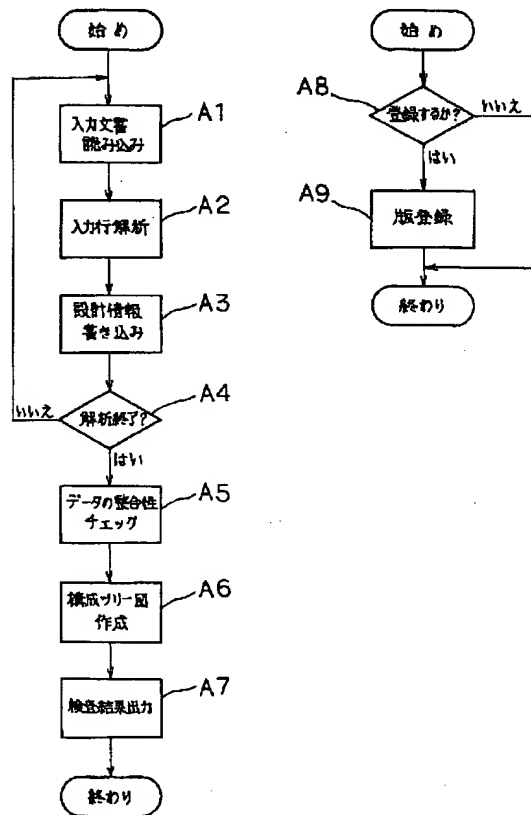 始め
A1
入力文書
読み込み
A2
入力行解析
A3
設計情報
書き込み
A4
解析終了?
いいえ
はい
A5
データの整合性
チェック
A6
構成ツリー図
作成
A7
検査結果出力
終わり
始め
A8
登録するか?
いいえ
はい
A9
版登録
終わり